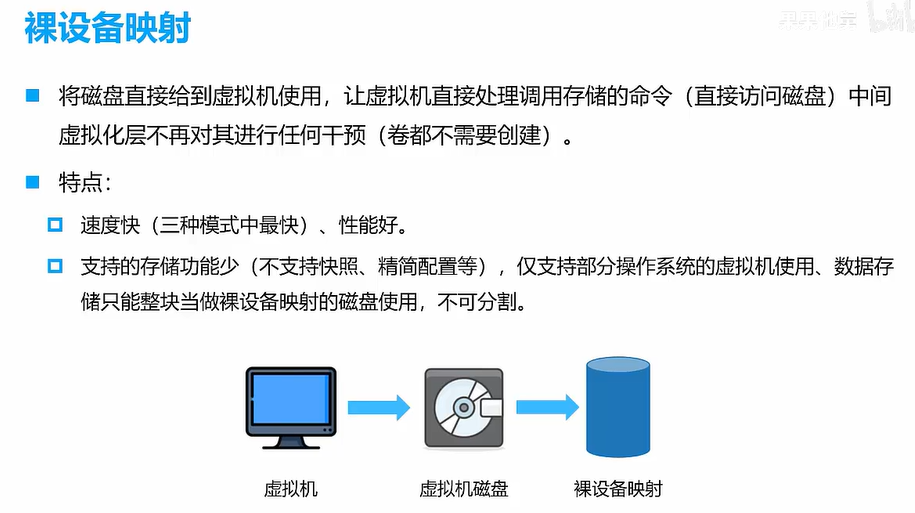 裸设备映射
将磁盘直接给到虚拟机使用，让虚拟机直接处理调用存储的命令（直接访问磁盘）中间
虚拟化层不再对其进行任何干预（卷都不需要创建）。
特点：
速度快（三种模式中最快）、性能好。
支持的存储功能少（不支持快照、精简配置等），仅支持部分操作系统的虚拟机使用、数据存
储只能整块当做裸设备映射的磁盘使用，不可分割。
虚拟机
虚拟机磁盘
裸设备映射